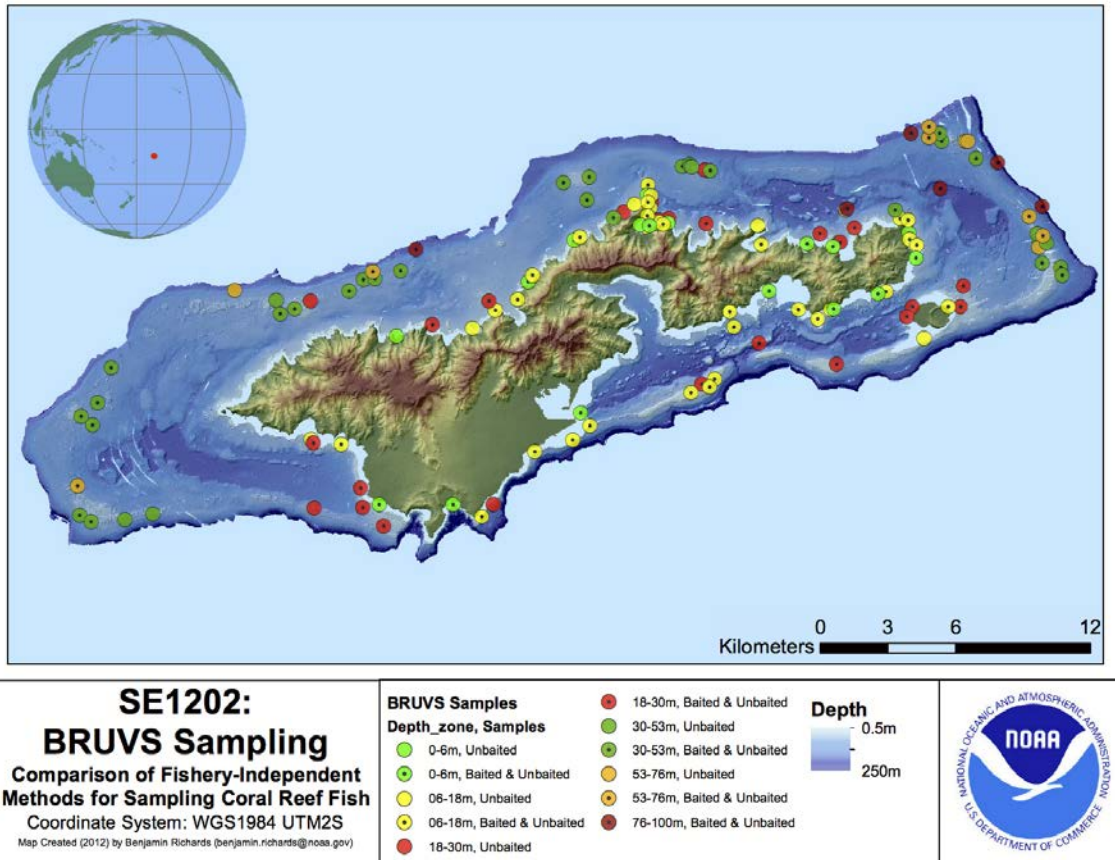 0 3 6 12
Kilometers
SE1202:
BRUVS Sampling
Comparison of Fishery-Independent
Methods for Sampling Coral Reef Fish
Coordinate System: WGS1984 UTM2S
Map Created (2012) by Benjamin Richards (benjamin.richards@noaa.gov)
BRUVS Samples
Depth_zone, Samples
0-6m, Unbaited
0-6m, Baited & Unbaited
06-18m, Unbaited
06-18m, Baited & Unbaited
18-30m, Unbaited
18-30m, Baited & Unbaited
30-53m, Unbaited
30-53m, Baited & Unbaited
53-76m, Unbaited
53-76m, Baited & Unbaited
76-100m, Baited & Unbaited
Depth
0.5m
250m
NATIONAL OCEANIC AND ATMOSPHERIC ADMINISTRATION
NOAA
U.S. DEPARTMENT OF COMMERCE